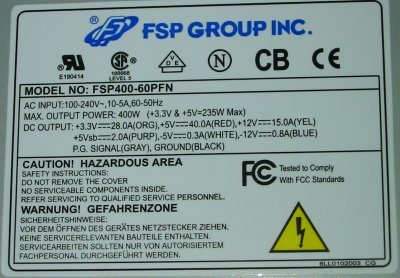 FSP FSP GROUP INC.
E190414
SA
188668
LEVEL 5
VDE
N
CB
CE
MODEL NO: FSP400-60PFN
AC INPUT:100-240V~,10-5A,60-50Hz
MAX. OUTPUT POWER: 400W (+3.3V & +5V=235W Max)
DC OUTPUT: +3.3V⎓28.0A(ORG),+5V⎓40.0A(RED),+12V⎓15.0A(YEL)
+5Vsb⎓2.0A(PURP),-5V⎓0.3A(WHITE),-12V⎓0.8A(BLUE)
P.G. SIGNAL(GRAY), GROUND(BLACK)
CAUTION! HAZARDOUS AREA
SAFETY INSTRUCTIONS:
DO NOT REMOVE THE COVER
NO SERVICEABLE COMPONENTS INSIDE.
REFER SERVICING TO QUALIFIED SERVICE PERSONNEL.
FCC Tested to Comply
With FCC Standards
WARNUNG! GEFAHRENZONE
SICHERHEITSHINWEISE:
VOR DEM ÖFFNEN DES GERÄTES NETZSTECKER ZIEHEN.
KEINE SERVICERELEVANTEN BAUTEILE ENTHALTEN.
SERVICEARBEITEN SOLLTEN NUR VON AUTORISIERTEM
FACHPERSONAL DURCHGEFÜHRT WERDEN
6LL0102003 CG